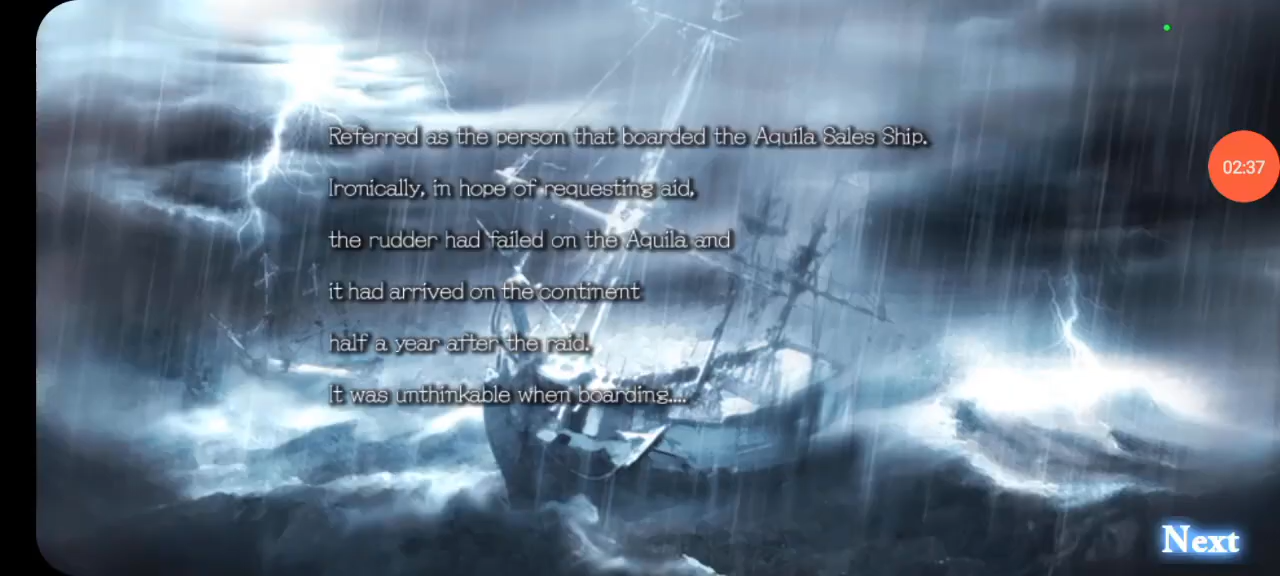 Referred as the person that boarded the Aquila Sales Ship.
Ironically, in hope of requesting aid,
the rudder had failed on the Aquila and
it had arrived on the continent
half a year after the raid.
It was unthinkable when boarding....
02:37
Next